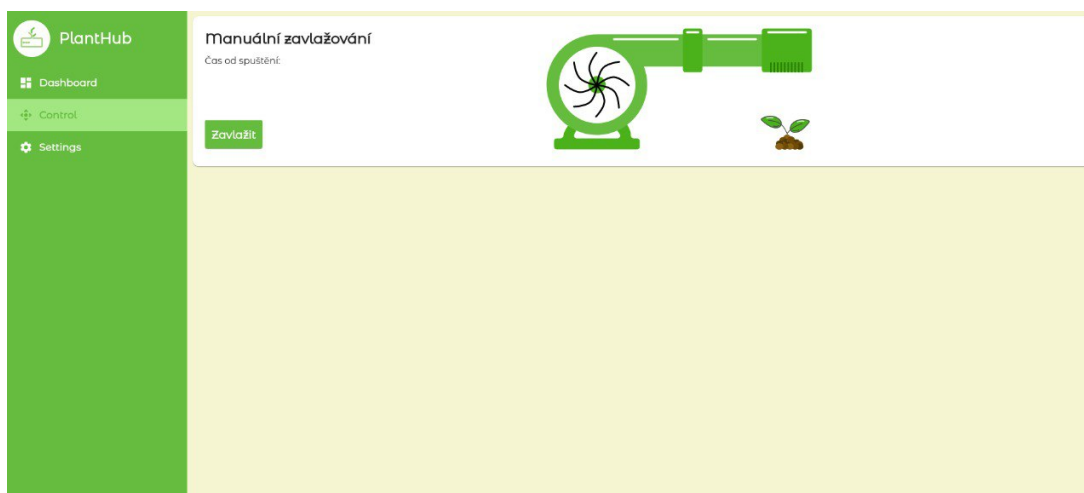 PlantHub
Dashboard
Control
Settings
Manuální zavlažování
Čas od spuštění:
Zavlažit